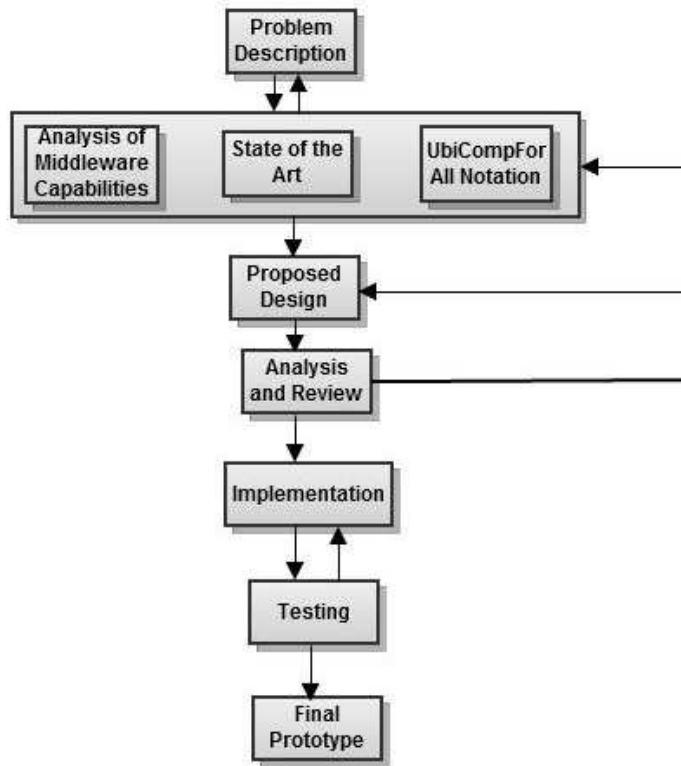 Problem
Description
Analysis of
Middleware
Capabilities
State of the
Art
UbiCompFor
All Notation
Proposed
Design
Analysis
and Review
Implementation
Testing
Final
Prototype